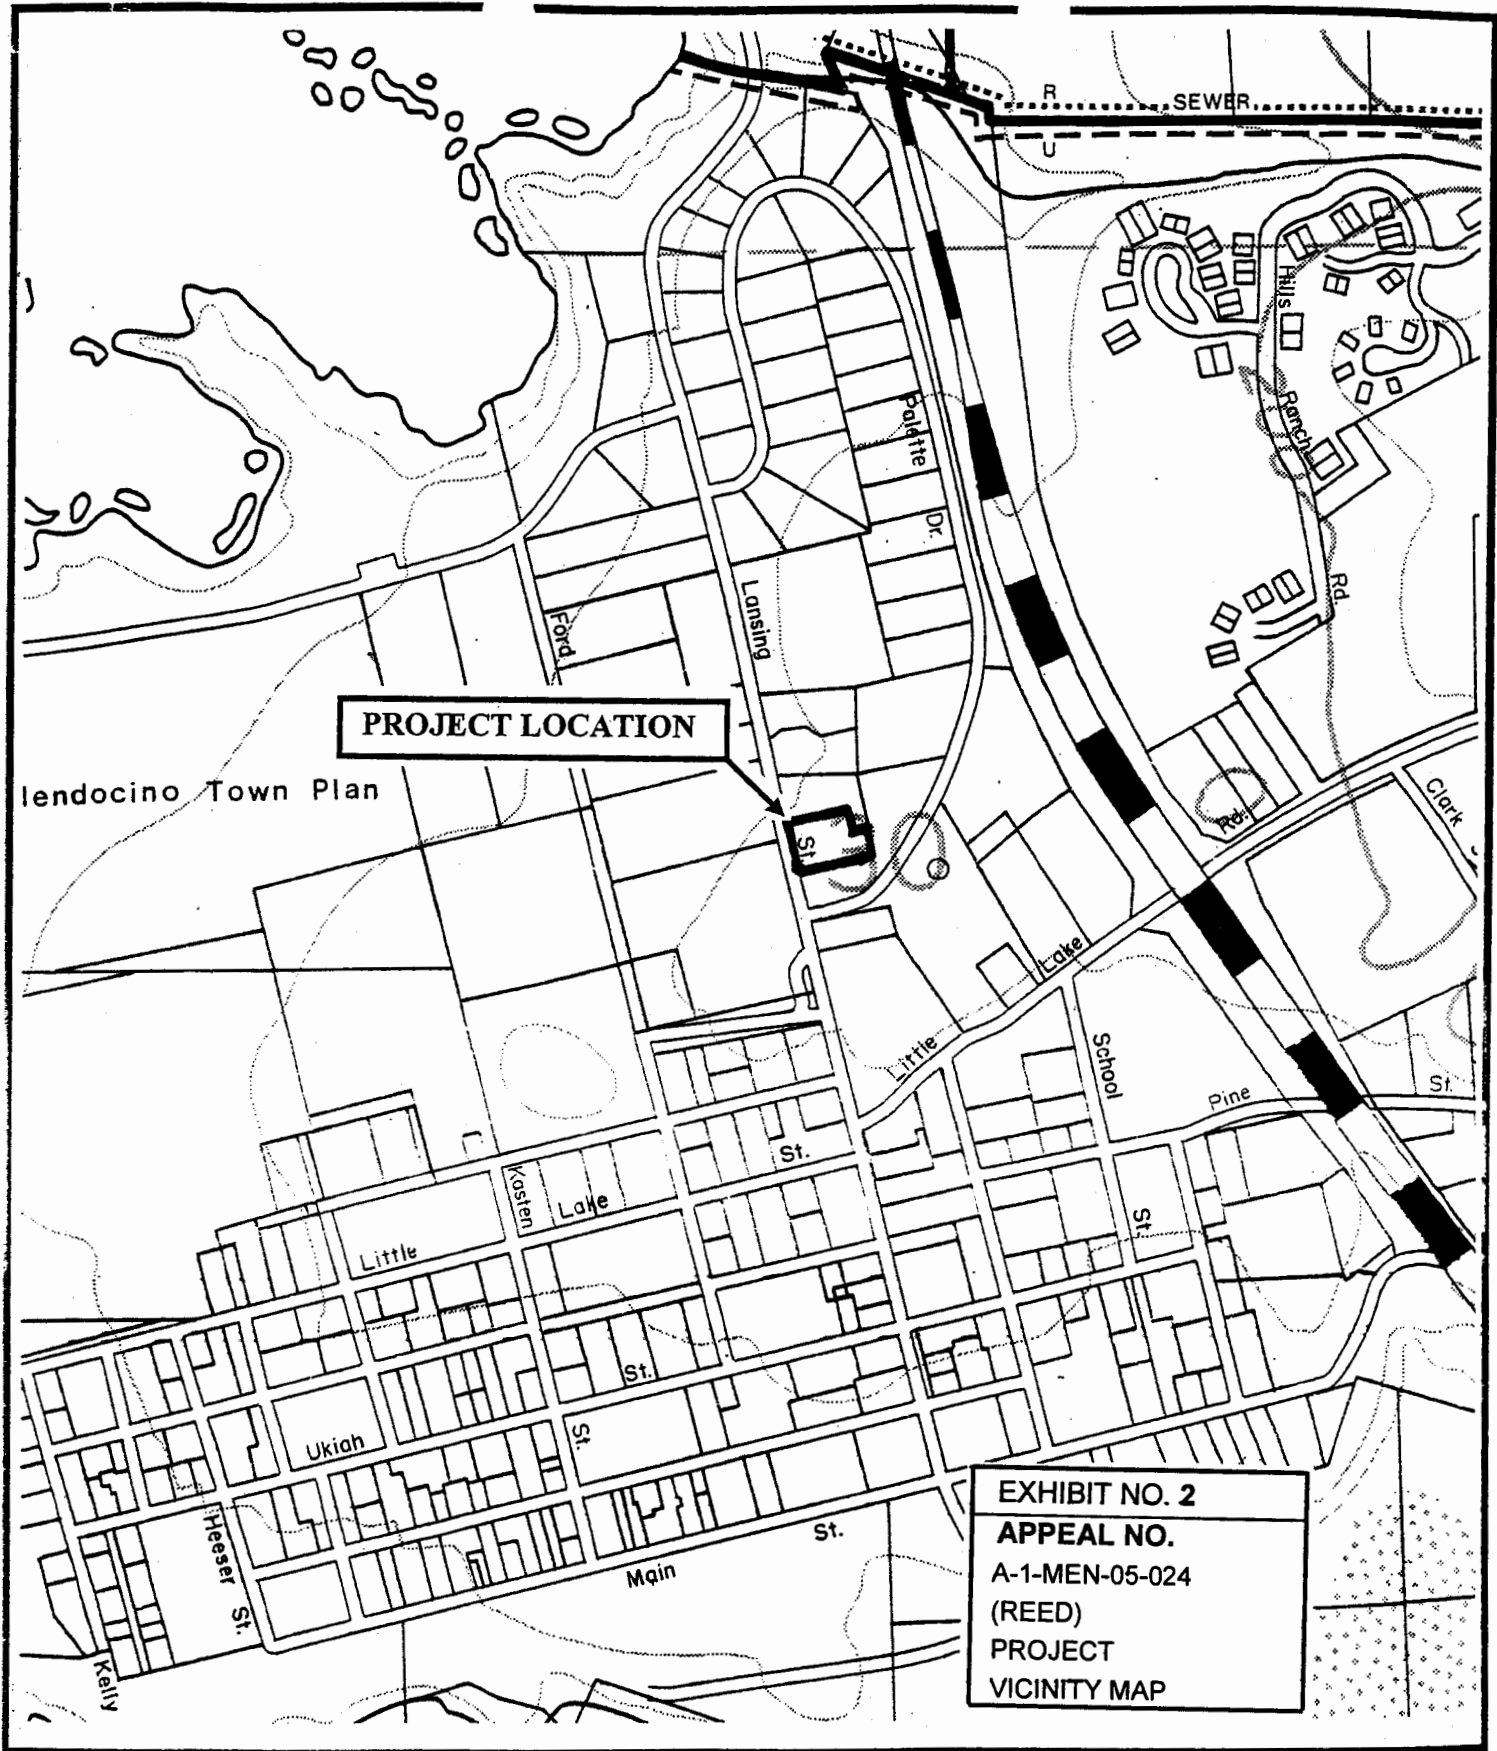 R
SEWER
U
Hills
Ranch
Rd.
Palette
Dr.
Lansing
St.
Ford
PROJECT LOCATION
lendocino Town Plan
Rd.
Clark
Lake
Little
School
St.
Pine
St.
St.
Kasten
Lake
Little
St.
St.
Ukiah
Heeser
St.
Main
St.
Kelly
EXHIBIT NO. 2
APPEAL NO.
A-1-MEN-05-024
(REED)
PROJECT
VICINITY MAP